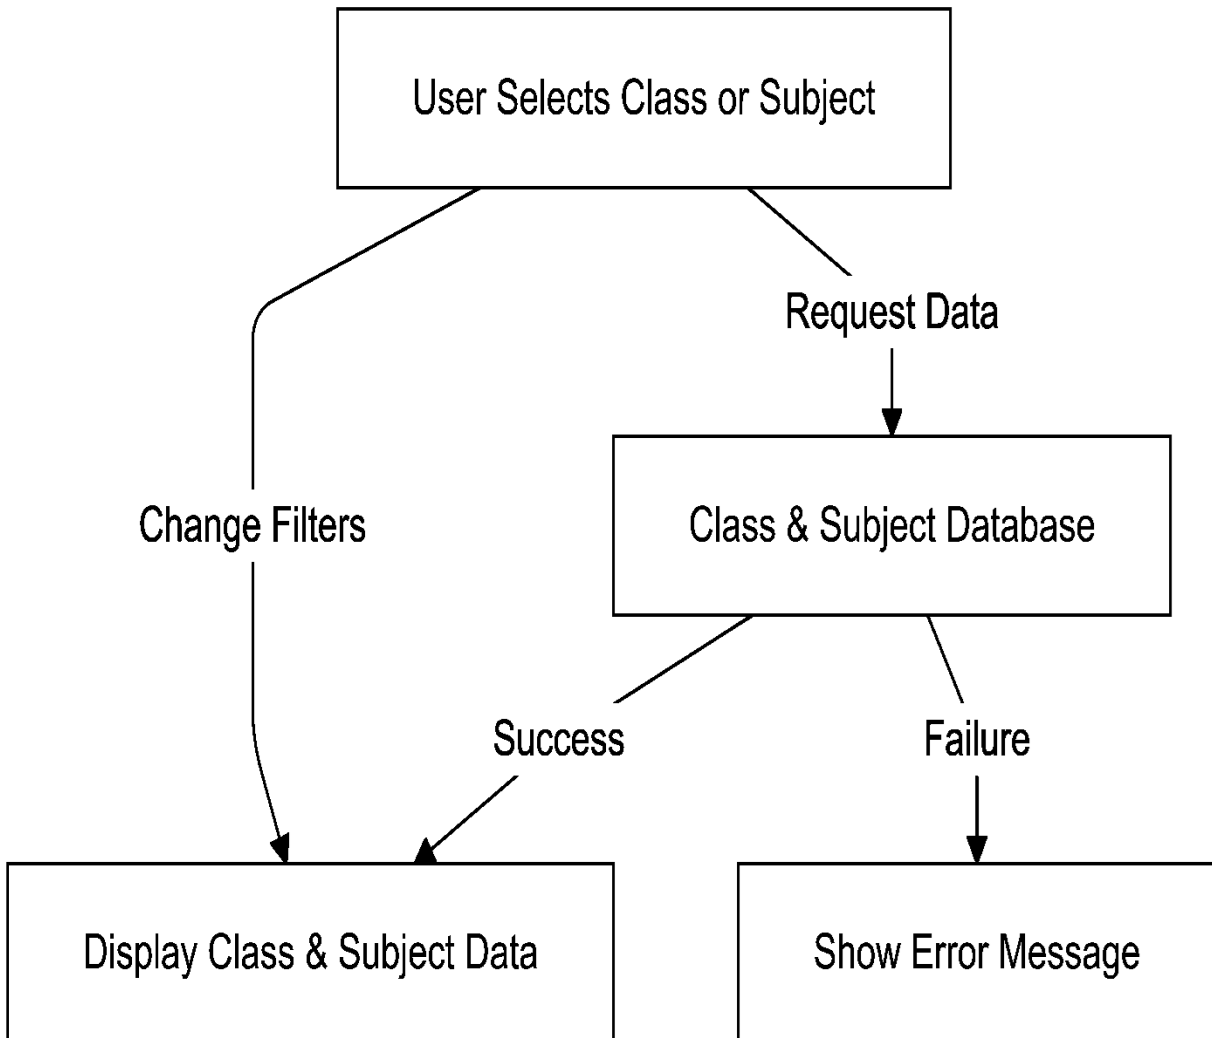 User Selects Class or Subject
Request Data
Change Filters
Class & Subject Database
Success
Failure
Display Class & Subject Data
Show Error Message